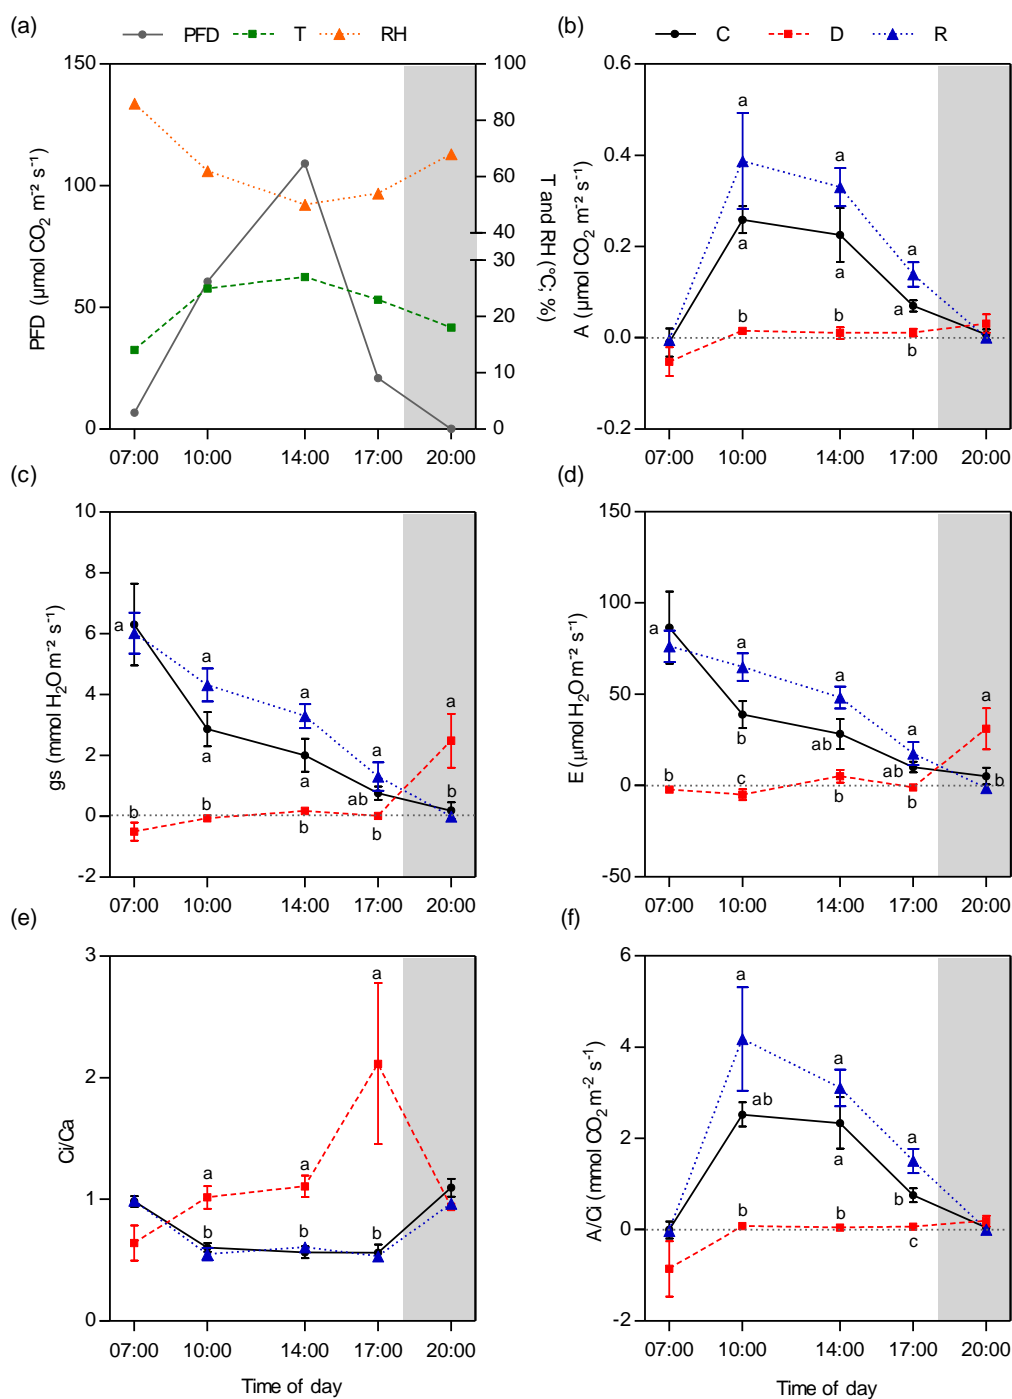 (a)
PFD T RH
PFD (µmol CO₂ m⁻² s⁻¹)
150
100
50
0
T and RH (°C, %)
100
80
60
40
30
20
10
0
07:00 10:00 14:00 17:00 20:00
(b)
C D R
A (µmol CO₂ m⁻² s⁻¹)
0.6
0.4
0.2
0.0
-0.2
a a a
a a a
b b b
07:00 10:00 14:00 17:00 20:00
(c)
gs (mmol H₂O m⁻² s⁻¹)
10
8
6
4
2
0
-2
a a a a a
a a ab b
b b b b
07:00 10:00 14:00 17:00 20:00
(d)
E (µmol H₂O m⁻² s⁻¹)
150
100
50
0
-50
a a a a a
b ab ab b
b c b b
07:00 10:00 14:00 17:00 20:00
(e)
Ci/Ca
3
2
1
0
a a a
b b b
07:00 10:00 14:00 17:00 20:00
Time of day
(f)
A/Ci (mmol CO₂ m⁻² s⁻¹)
6
4
2
0
-2
a a a
ab a b
b b c
07:00 10:00 14:00 17:00 20:00
Time of day